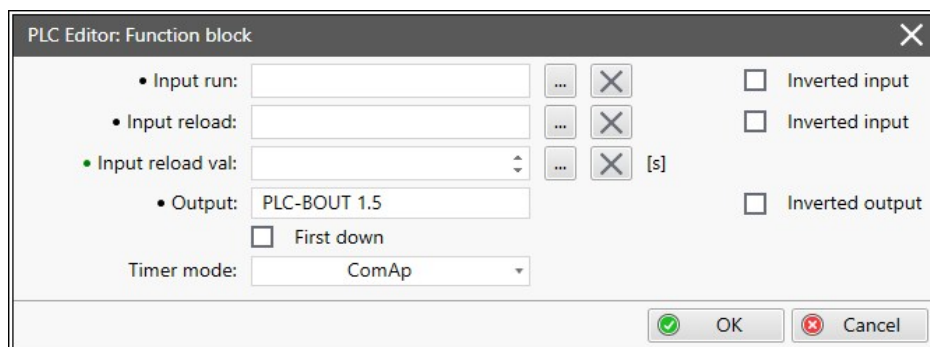 PLC Editor: Function block
• Input run: ... Inverted input
• Input reload: ... Inverted input
• Input reload val: ... [s]
• Output: PLC-BOUT 1.5 Inverted output
First down
Timer mode: ComAp
OK Cancel